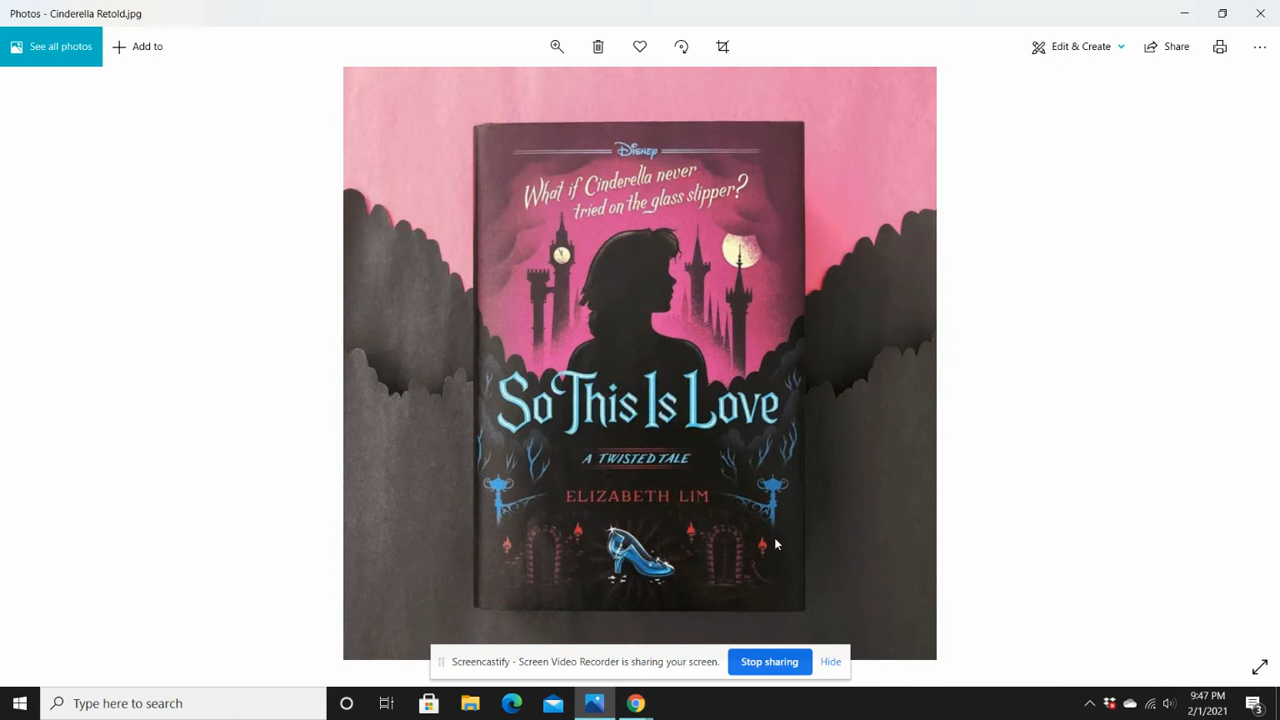 Photos - Cinderella Retold.jpg
See all photos
Add to
Edit & Create
Share
Disney
What if Cinderella never
tried on the glass slipper?
So This Is Love
A TWISTED TALE
ELIZABETH LIM
Screencastify - Screen Video Recorder is sharing your screen.
Stop sharing
Hide
Type here to search
9:47 PM
2/1/2021
3